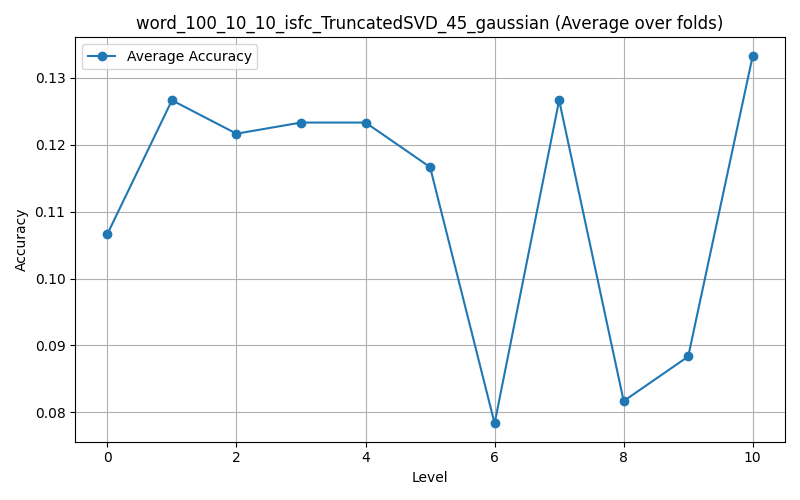 word_100_10_10_isfc_TruncatedSVD_45_gaussian (Average over folds)
Average Accuracy
0.13
0.12
0.11
0.10
0.09
0.08
Accuracy
0 2 4 6 8 10
Level